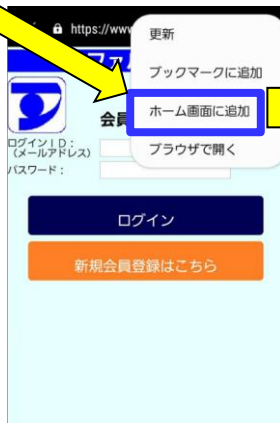 https://www
更新
ブックマークに追加
ファ
会員
ホーム画面に追加
ログインID:
(メールアドレス)
ブラウザで開く
パスワード:
ログイン
新規会員登録はこちら